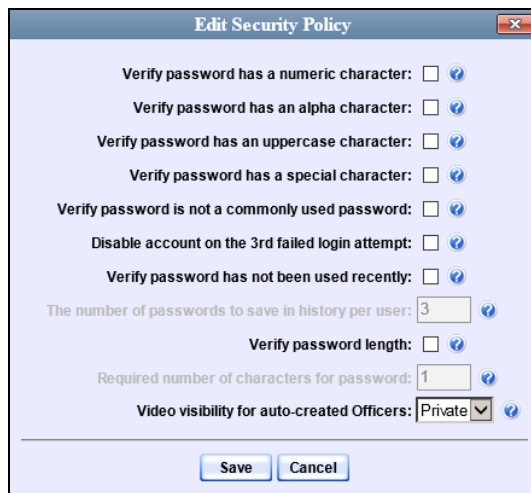 Edit Security Policy
Verify password has a numeric character:
Verify password has an alpha character:
Verify password has an uppercase character:
Verify password has a special character:
Verify password is not a commonly used password:
Disable account on the 3rd failed login attempt:
Verify password has not been used recently:
The number of passwords to save in history per user: 3
Verify password length:
Required number of characters for password: 1
Video visibility for auto-created Officers: Private
Save Cancel